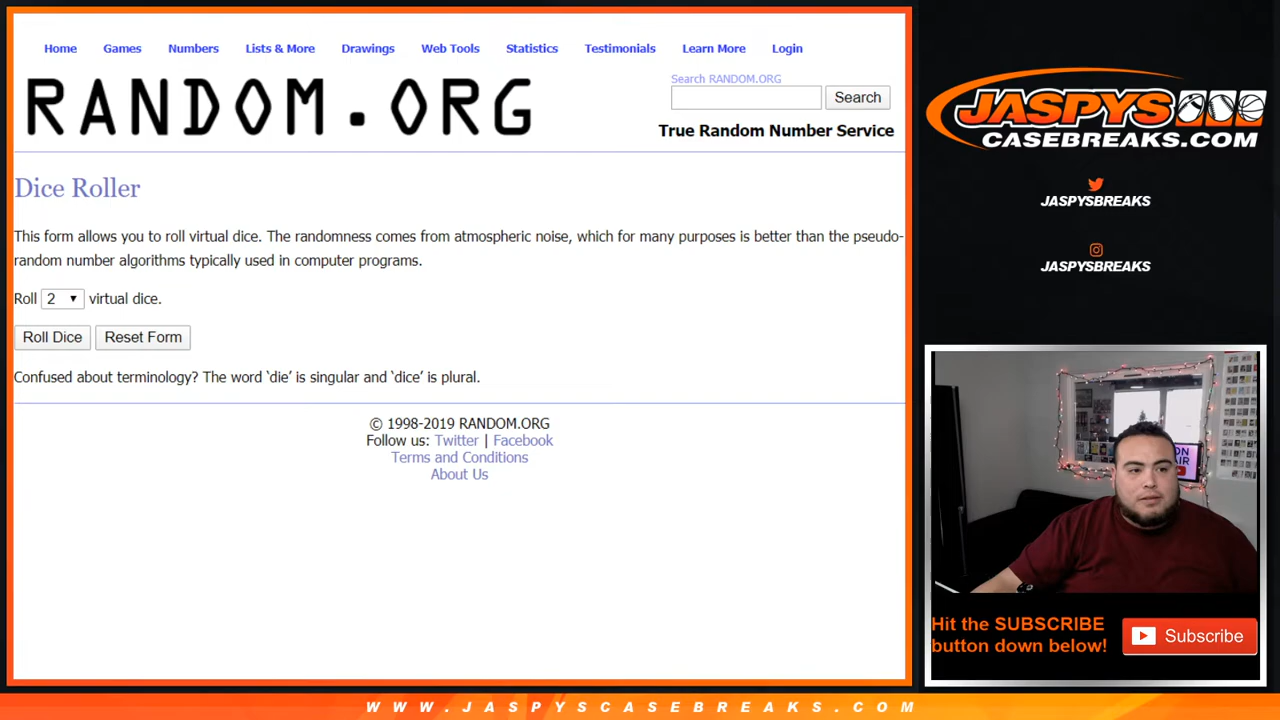 Home Games Numbers Lists & More Drawings Web Tools Statistics Testimonials Learn More Login
RANDOM.ORG
Search RANDOM.ORG
Search
True Random Number Service
Dice Roller
This form allows you to roll virtual dice. The randomness comes from atmospheric noise, which for many purposes is better than the pseudo-
random number algorithms typically used in computer programs.
Roll 2 virtual dice.
Roll Dice Reset Form
Confused about terminology? The word ‘die’ is singular and ‘dice’ is plural.
© 1998-2019 RANDOM.ORG
Follow us: Twitter | Facebook
Terms and Conditions
About Us
JASPYS
CASEBREAKS.COM
JASPYSBREAKS
JASPYSBREAKS
ON
AIR
Hit the SUBSCRIBE
button down below!
Subscribe
WWW.JASPYSCASEBREAKS.COM